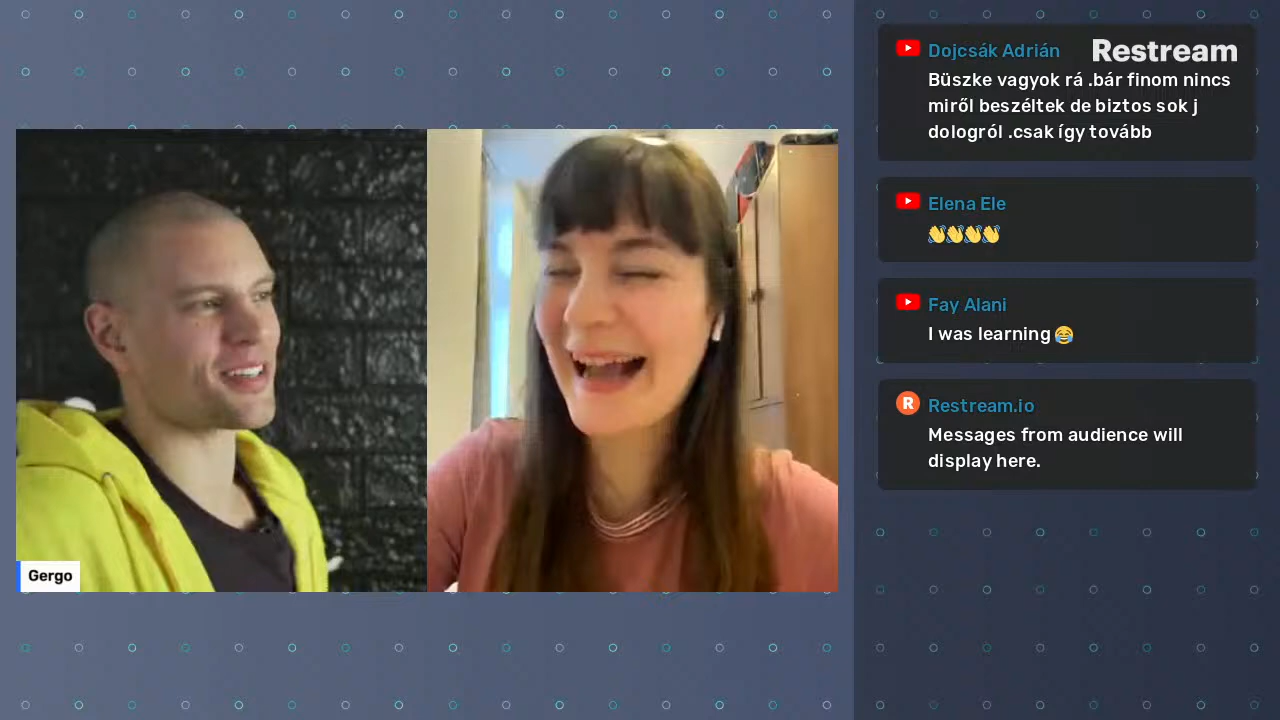 Restream
Dojcsák Adrián
Büszke vagyok rá .bár finom nincs
miről beszéltek de biztos sok j
dologról .csak így tovább
Elena Ele
👋👋👋👋
Fay Alani
I was learning 😂
R
Restream.io
Messages from audience will
display here.
Gergo